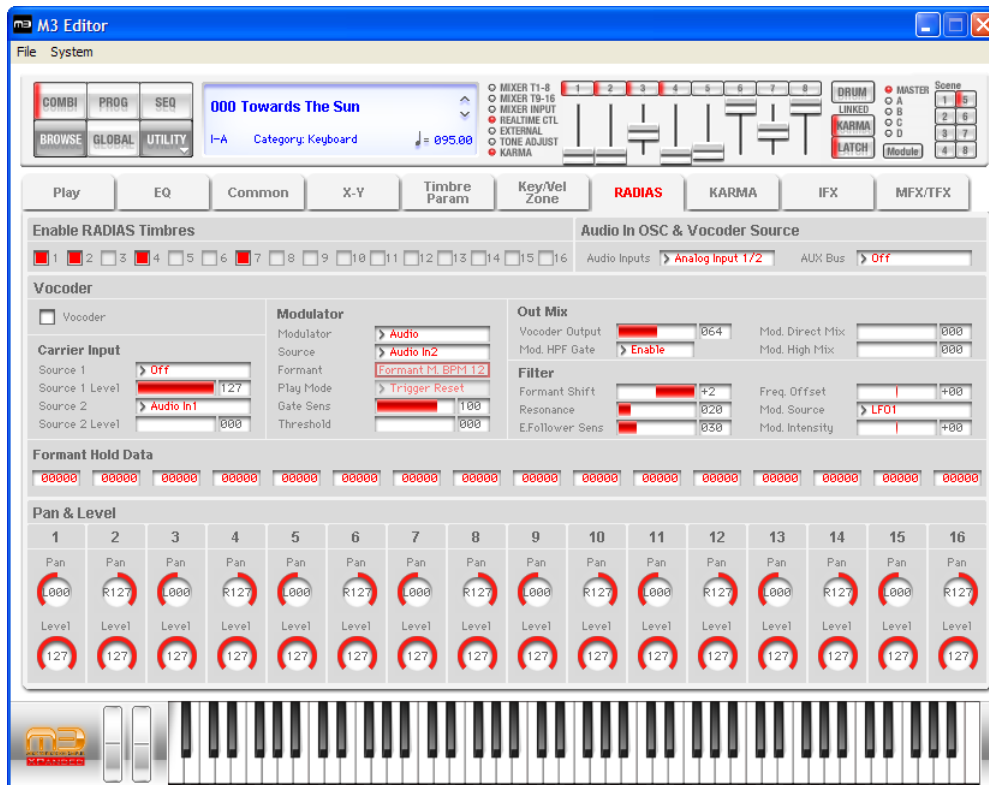 M3 Editor
File System
COMBI PROG SEQ
BROWSE GLOBAL UTILITY
000 Towards The Sun
I-A Category: Keyboard ♩= 095.00
MIXER T1-8
MIXER T9-16
MIXER INPUT
REALTIME CTL
EXTERNAL
TONE ADJUST
KARMA
1 2 3 4 5 6 7 8
DRUM
LINKED
KARMA
LATCH
MASTER
A
B
C
D
Module
Scene
1 5
2 6
3 7
4 8
Play EQ Common X-Y Timbre Param Key/Vel Zone RADIAS KARMA IFX MFX/TFX
Enable RADIAS Timbres
1 2 3 4 5 6 7 8 9 10 11 12 13 14 15 16
Audio In OSC & Vocoder Source
Audio Inputs Analog Input 1/2 AUX Bus Off
Vocoder
Vocoder
Carrier Input
Source 1 Off
Source 1 Level 127
Source 2 Audio In1
Source 2 Level 000
Modulator
Modulator Audio
Source Audio In2
Formant Formant M. BPM 12
Play Mode Trigger Reset
Gate Sens 100
Threshold 000
Out Mix
Vocoder Output 064 Mod. Direct Mix 000
Mod. HPF Gate Enable Mod. High Mix 000
Filter
Formant Shift +2 Freq. Offset +00
Resonance 020 Mod. Source LFO1
E.Follower Sens 030 Mod. Intensity +00
Formant Hold Data
00000 00000 00000 00000 00000 00000 00000 00000 00000 00000 00000 00000 00000 00000 00000 00000
Pan & Level
1 2 3 4 5 6 7 8 9 10 11 12 13 14 15 16
Pan Pan Pan Pan Pan Pan Pan Pan Pan Pan Pan Pan Pan Pan Pan Pan
L000 R127 L000 R127 L000 R127 L000 R127 L000 R127 L000 R127 L000 R127 L000 R127
Level Level Level Level Level Level Level Level Level Level Level Level Level Level Level Level
127 127 127 127 127 127 127 127 127 127 127 127 127 127 127 127
m3